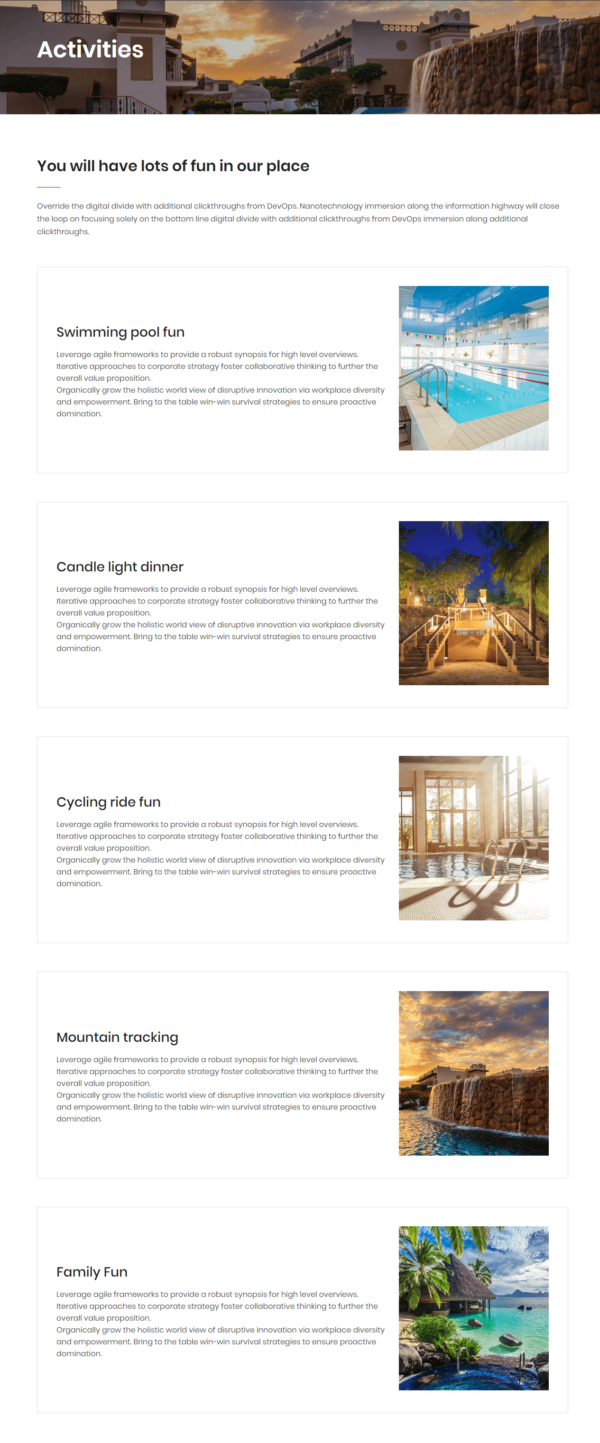 Activities
You will have lots of fun in our place
Override the digital divide with additional clickthroughs from DevOps. Nanotechnology immersion along the information highway will close
the loop on focusing solely on the bottom line digital divide with additional clickthroughs from DevOps immersion along additional
clickthroughs.
Swimming pool fun
Leverage agile frameworks to provide a robust synopsis for high level overviews.
Iterative approaches to corporate strategy foster collaborative thinking to further the
overall value proposition.
Organically grow the holistic world view of disruptive innovation via workplace diversity
and empowerment. Bring to the table win-win survival strategies to ensure proactive
domination.
Candle light dinner
Leverage agile frameworks to provide a robust synopsis for high level overviews.
Iterative approaches to corporate strategy foster collaborative thinking to further the
overall value proposition.
Organically grow the holistic world view of disruptive innovation via workplace diversity
and empowerment. Bring to the table win-win survival strategies to ensure proactive
domination.
Cycling ride fun
Leverage agile frameworks to provide a robust synopsis for high level overviews.
Iterative approaches to corporate strategy foster collaborative thinking to further the
overall value proposition.
Organically grow the holistic world view of disruptive innovation via workplace diversity
and empowerment. Bring to the table win-win survival strategies to ensure proactive
domination.
Mountain tracking
Leverage agile frameworks to provide a robust synopsis for high level overviews.
Iterative approaches to corporate strategy foster collaborative thinking to further the
overall value proposition.
Organically grow the holistic world view of disruptive innovation via workplace diversity
and empowerment. Bring to the table win-win survival strategies to ensure proactive
domination.
Family Fun
Leverage agile frameworks to provide a robust synopsis for high level overviews.
Iterative approaches to corporate strategy foster collaborative thinking to further the
overall value proposition.
Organically grow the holistic world view of disruptive innovation via workplace diversity
and empowerment. Bring to the table win-win survival strategies to ensure proactive
domination.